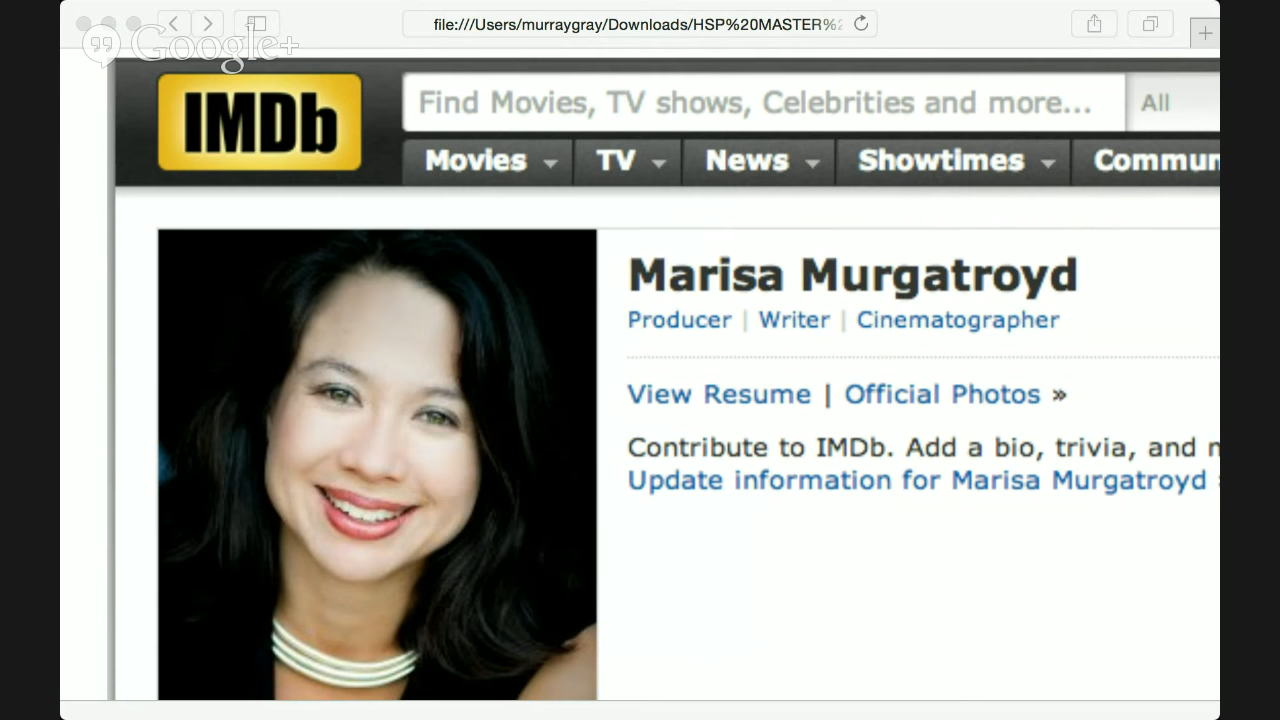 file:///Users/murraygray/Downloads/HSP%20MASTER%2
Google+
IMDb
Find Movies, TV shows, Celebrities and more...
All
Movies
TV
News
Showtimes
Commun
Marisa Murgatroyd
Producer | Writer | Cinematographer
View Resume | Official Photos »
Contribute to IMDb. Add a bio, trivia, and m
Update information for Marisa Murgatroyd »